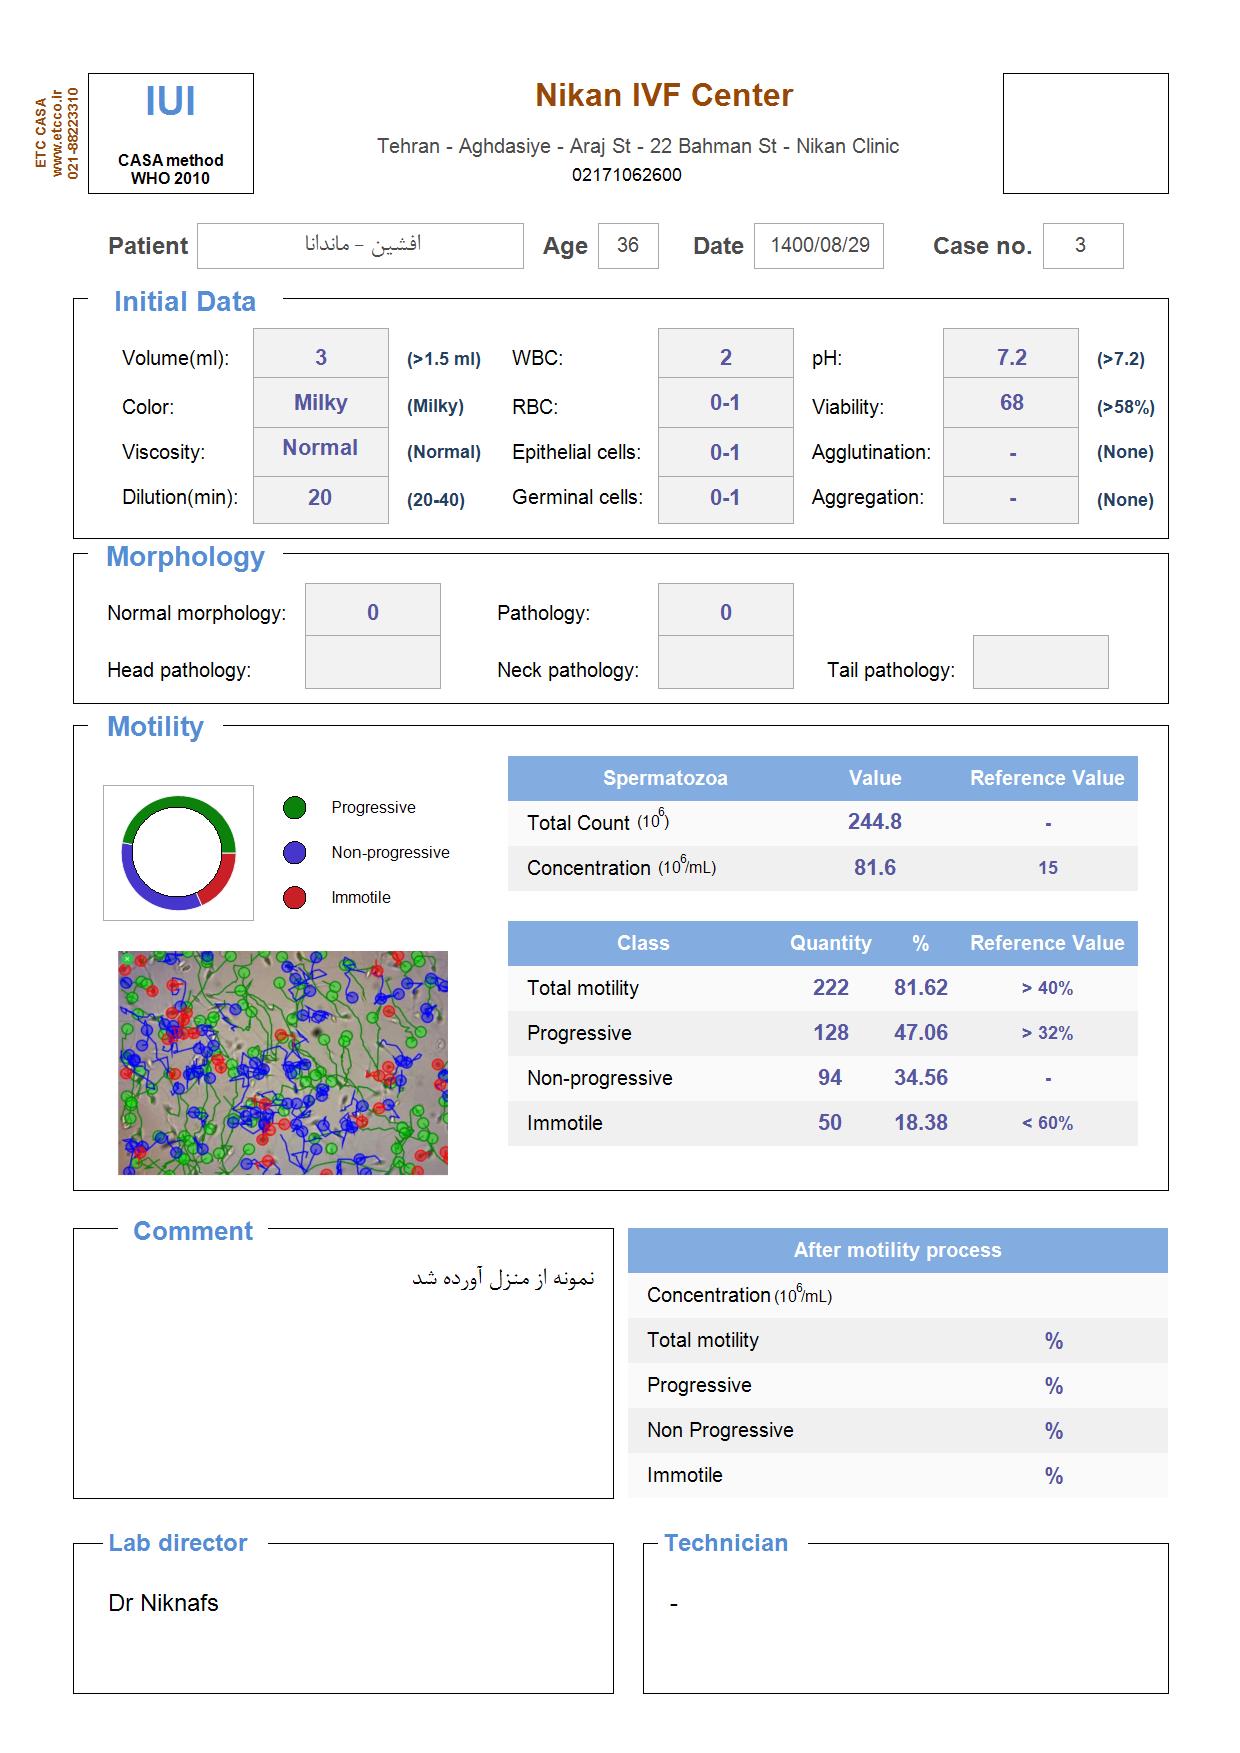 ETC CASA
www.etcco.ir
021-88223310
IUI
CASA method
WHO 2010
Nikan IVF Center
Tehran - Aghdasiye - Araj St - 22 Bahman St - Nikan Clinic
02171062600
Patient افشین - ماندانا Age 36 Date 1400/08/29 Case no. 3
Initial Data
Volume(ml): 3 (>1.5 ml) WBC: 2 pH: 7.2 (>7.2)
Color: Milky (Milky) RBC: 0-1 Viability: 68 (>58%)
Viscosity: Normal (Normal) Epithelial cells: 0-1 Agglutination: - (None)
Dilution(min): 20 (20-40) Germinal cells: 0-1 Aggregation: - (None)
Morphology
Normal morphology: 0 Pathology: 0
Head pathology: Neck pathology: Tail pathology:
Motility
Progressive
Non-progressive
Immotile
Spermatozoa Value Reference Value
Total Count (10^6) 244.8 -
Concentration (10^6/mL) 81.6 15
Class Quantity % Reference Value
Total motility 222 81.62 > 40%
Progressive 128 47.06 > 32%
Non-progressive 94 34.56 -
Immotile 50 18.38 < 60%
Comment
نمونه از منزل آورده شد
After motility process
Concentration (10^6/mL)
Total motility %
Progressive %
Non Progressive %
Immotile %
Lab director
Dr Niknafs
Technician
-